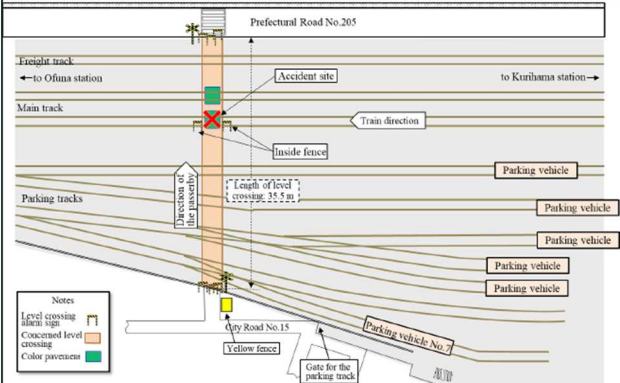 Prefectural Road No.205
Freight track
←to Ofuna station
to Kurihama station→
Accident site
Main track
Train direction
Inside fence
Parking vehicle
Direction of
the passerby
Length of level
crossing: 35.5 m
Parking tracks
Parking vehicle
Parking vehicle
Parking vehicle
Parking vehicle
Notes
Level crossing
alarm sign
Concerned level
crossing
Color pavement
City Road No.15
Yellow fence
Parking vehicle No.7
Gate for the
parking track